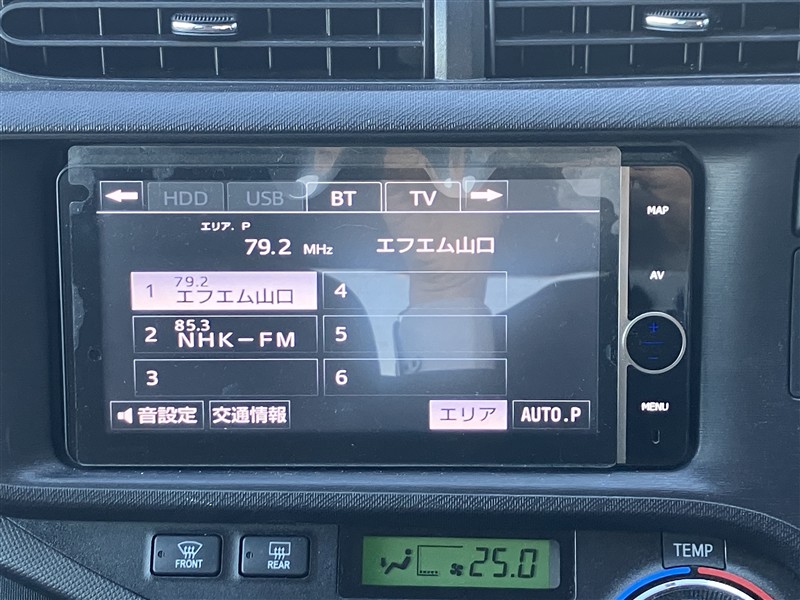 HDD USB BT TV
エリア. P
79.2 MHz エフエム山口
1 79.2 エフエム山口
2 85.3 NHK-FM
3
4
5
6
音設定 交通情報 エリア AUTO.P
MAP
AV
+
-
MENU
FRONT
REAR
25.0
TEMP